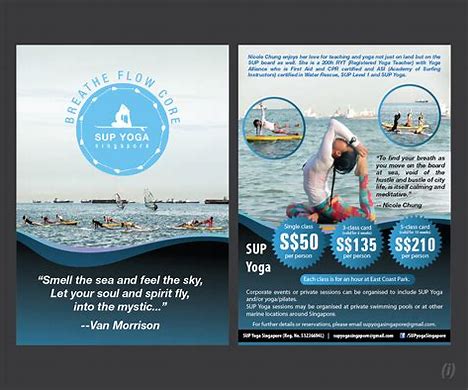 BREATHE FLOW CORE
SUP YOGA
singapore
“Smell the sea and feel the sky,
Let your soul and spirit fly,
into the mystic...”
--Van Morrison
Nicola Chung enjoys her love for teaching and yoga not just on land but on the
SUP board as well. She is a 200h RYT (Registered Yoga Teacher) with Yoga
Alliance who is First Aid and CPR certified and ASI (Academy of Surfing
Instructors) certified in Water Rescue, SUP Level 1 and SUP Yoga.
“To find your breath as
you move on the board
at sea, void of the
hustle and bustle of city
life, is itself calming and
meditative.”
-- Nicola Chung
SUP
Yoga
Single class
S$50
per person
3-class card
S$135
per person
5-class card
S$210
per person
Each class is for an hour at East Coast Park.
Corporate events or private sessions can be organised to include SUP Yoga
and/or yoga/pilates.
SUP Yoga sessions may be organised at private swimming pools or at other
marine locations around Singapore.
For further details or reservations, please email supyogasingapore@gmail.com.
SUP Yoga Singapore
supyogasingapore@gmail.com
/SUPyogaSingapore
(i)